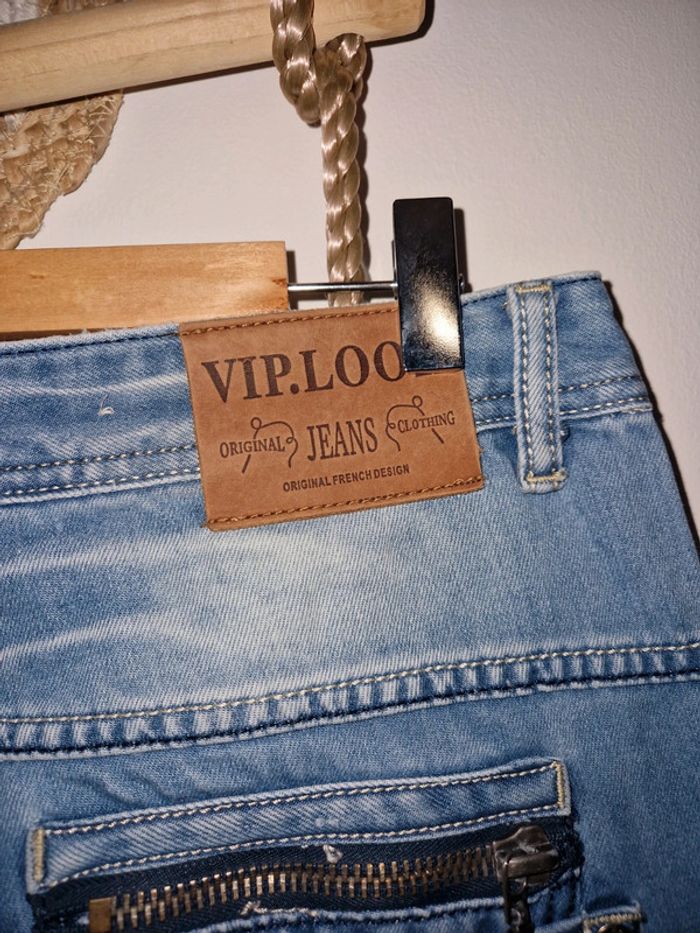 VIP.LOO
ORIGINAL JEANS CLOTHING
ORIGINAL FRENCH DESIGN